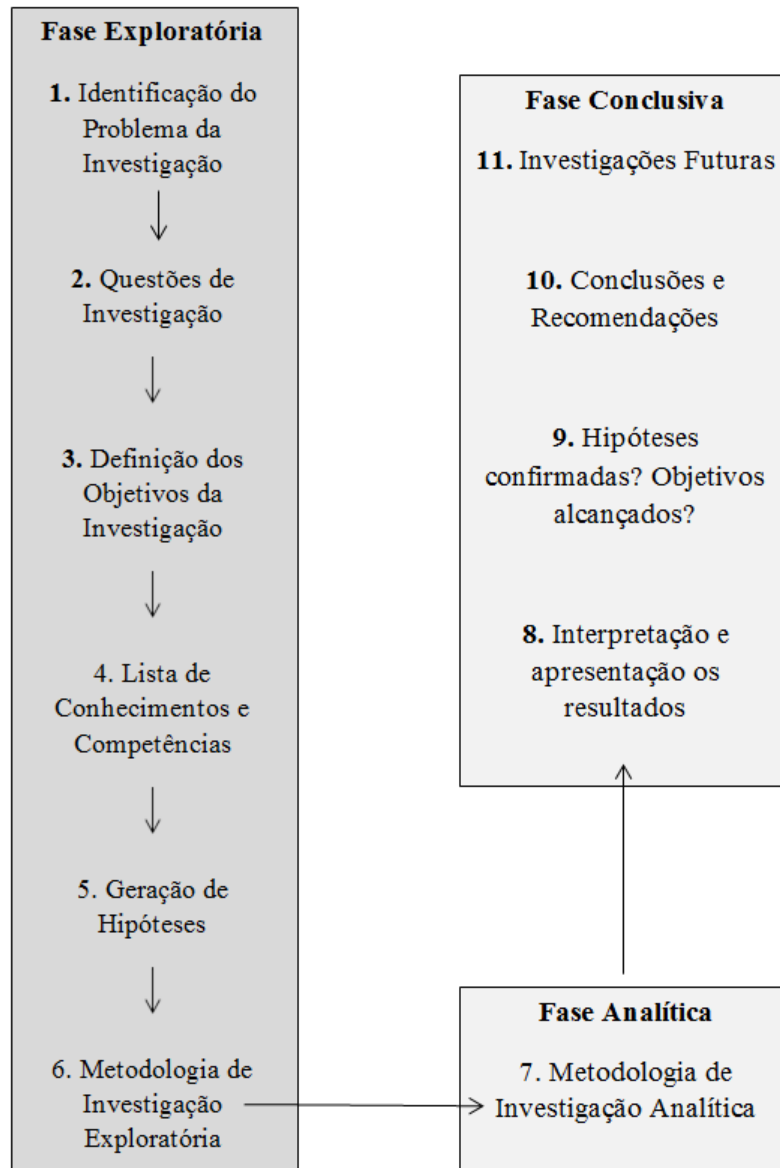 Fase Exploratória
1. Identificação do
Problema da
Investigação
2. Questões de
Investigação
3. Definição dos
Objetivos da
Investigação
4. Lista de
Conhecimentos e
Competências
5. Geração de
Hipóteses
6. Metodologia de
Investigação
Exploratória
Fase Conclusiva
11. Investigações Futuras
10. Conclusões e
Recomendações
9. Hipóteses
confirmadas? Objetivos
alcançados?
8. Interpretação e
apresentação os
resultados
Fase Analítica
7. Metodologia de
Investigação Analítica